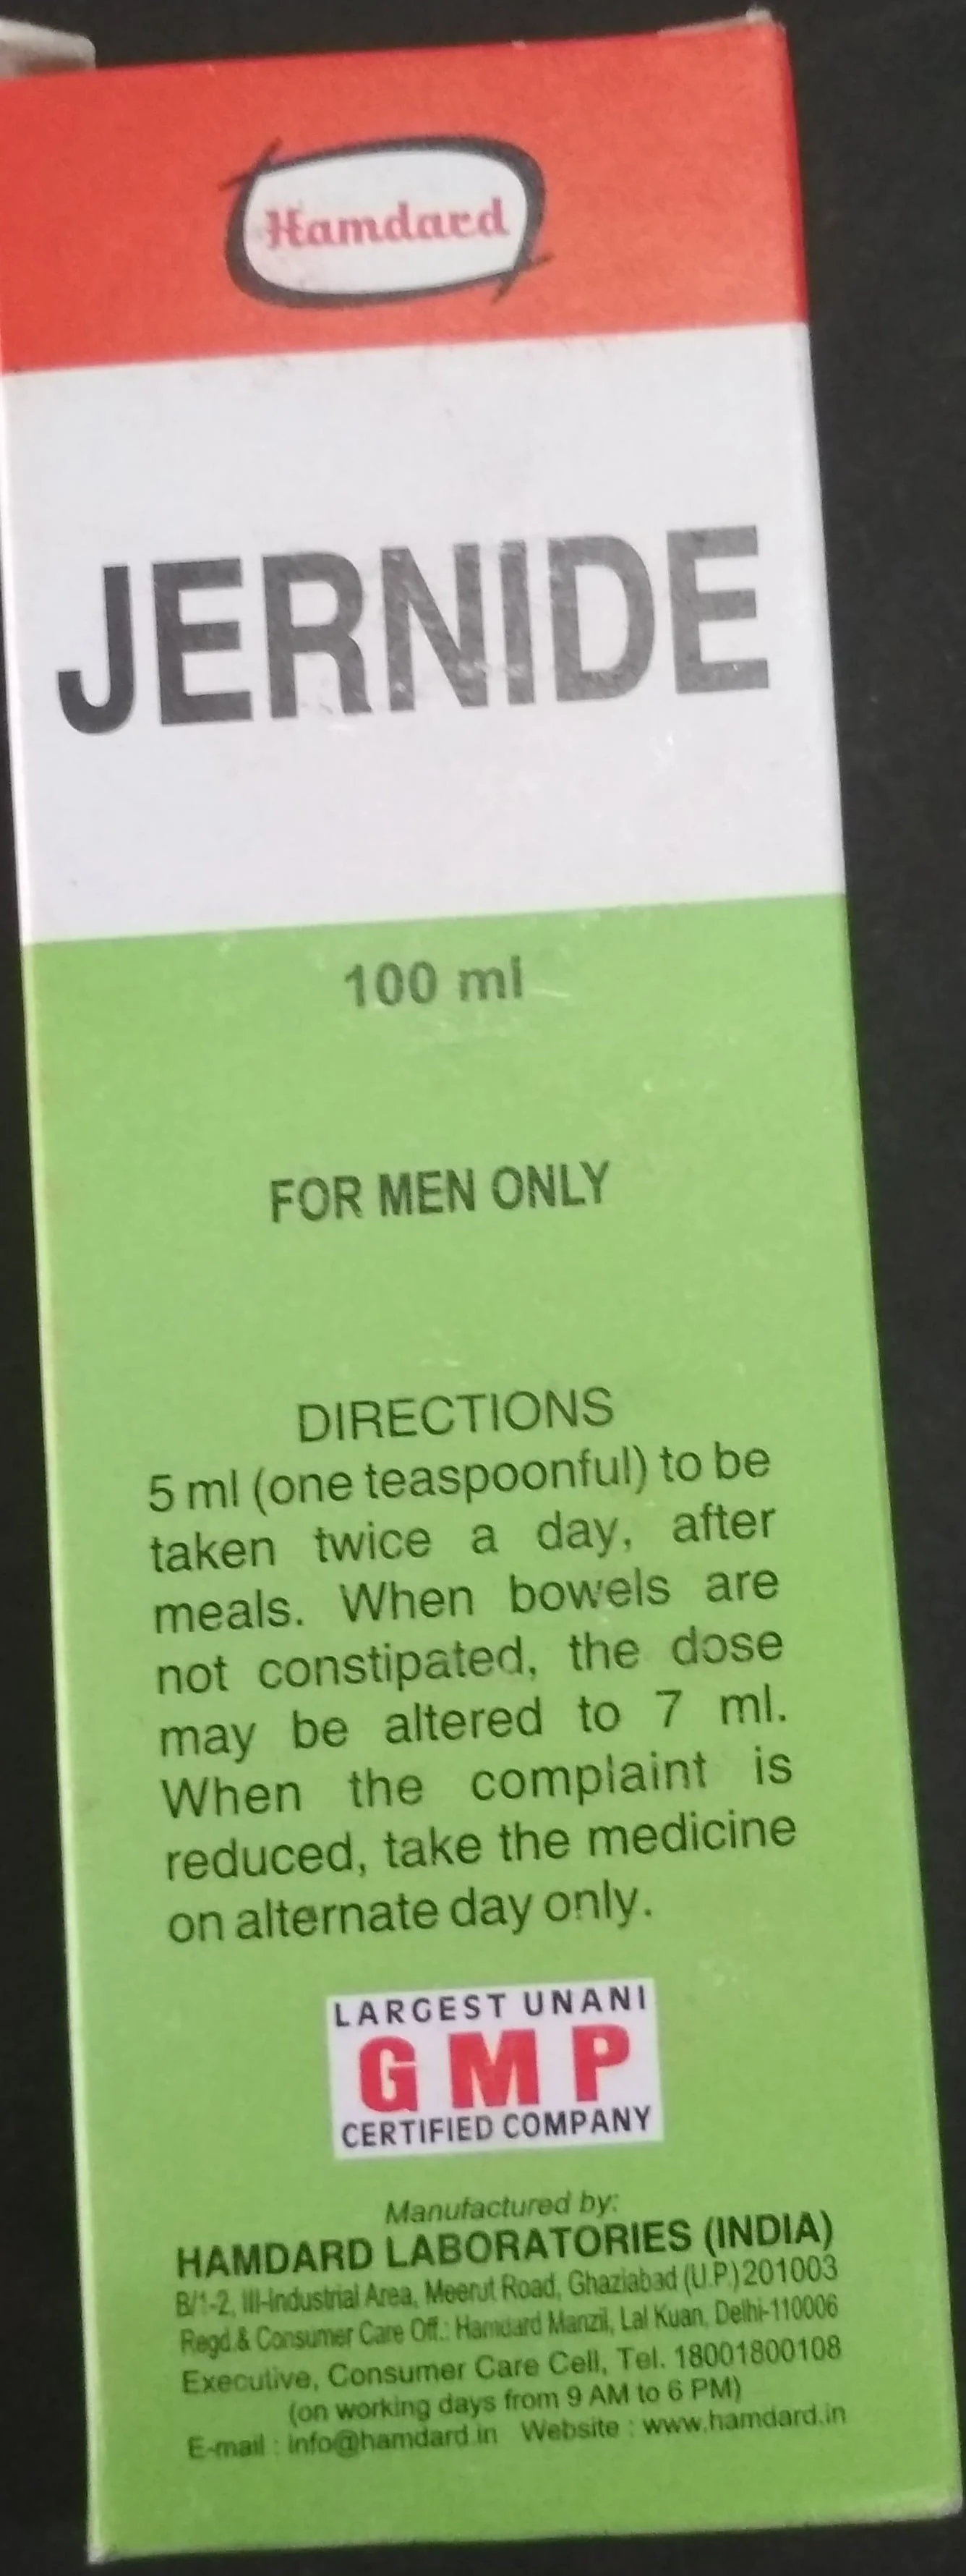 Hamdard
JERNIDE
100 ml
FOR MEN ONLY
DIRECTIONS
5 ml (one teaspoonful) to be
taken twice a day, after
meals. When bowels are
not constipated, the dose
may be altered to 7 ml.
When the complaint is
reduced, take the medicine
on alternate day only.
LARGEST UNANI
GMP
CERTIFIED COMPANY
Manufactured by:
HAMDARD LABORATORIES (INDIA)
B/1-2, III-Industrial Area, Meerut Road, Ghaziabad (U.P.) 201003
Regd.& Consumer Care Off.: Hamdard Manzil, Lal Kuan, Delhi-110006
Executive, Consumer Care Cell, Tel. 18001800108
(on working days from 9 AM to 6 PM)
E-mail : info@hamdard.in Website : www.hamdard.in